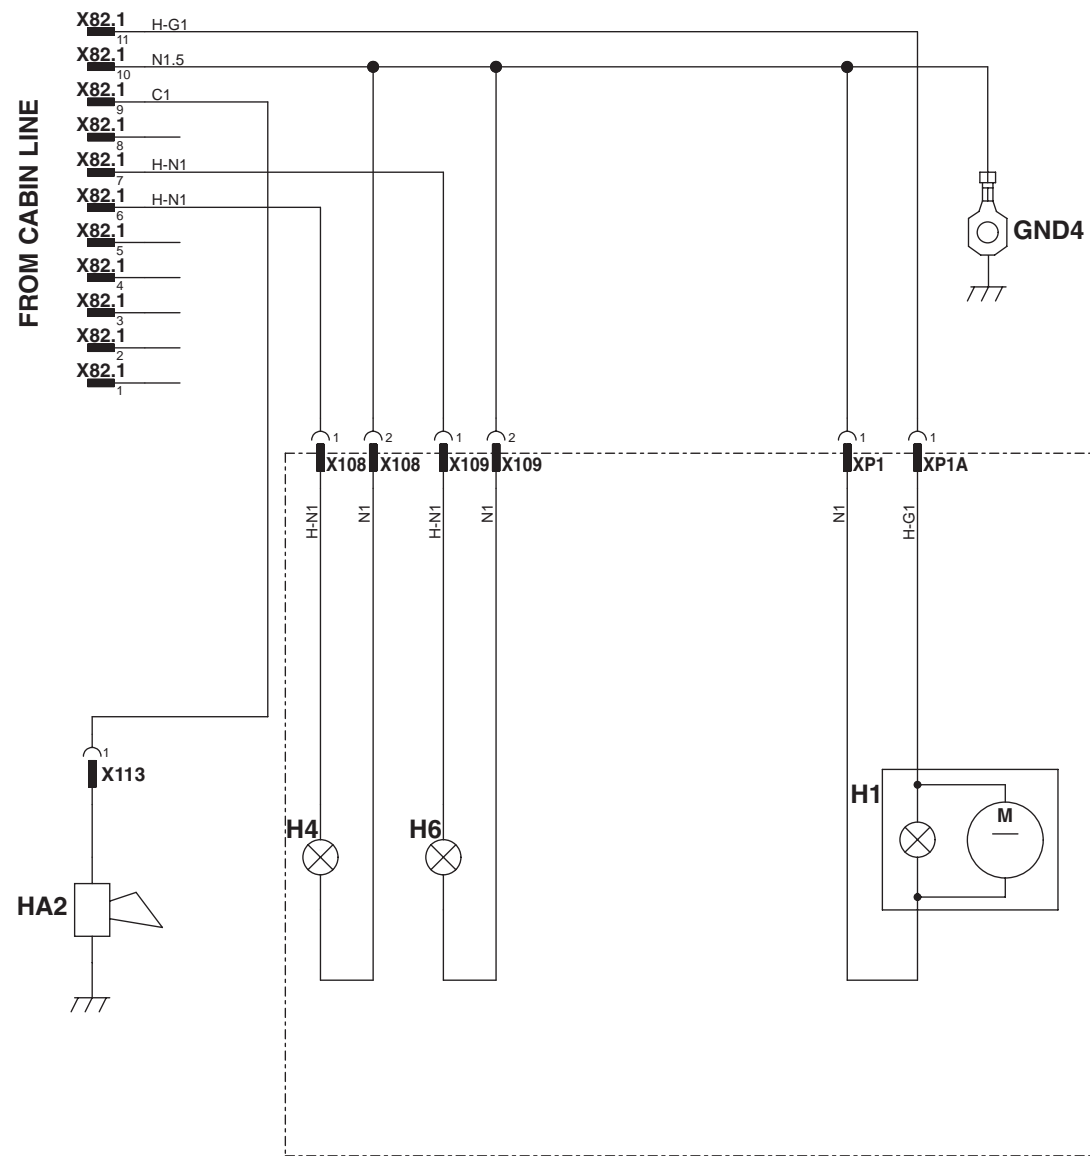 FROM CABIN LINE
X82.1 H-G1
11
X82.1 N1.5
10
X82.1 C1
9
X82.1
8
X82.1 H-N1
7
X82.1 H-N1
6
X82.1
5
X82.1
4
X82.1
3
X82.1
2
X82.1
1
GND4
1 2 1 2 1 1
X108 X108 X109 X109 XP1 XP1A
H-N1 N1 H-N1 N1 N1 H-G1
1
X113
H1
M
H4 H6
HA2